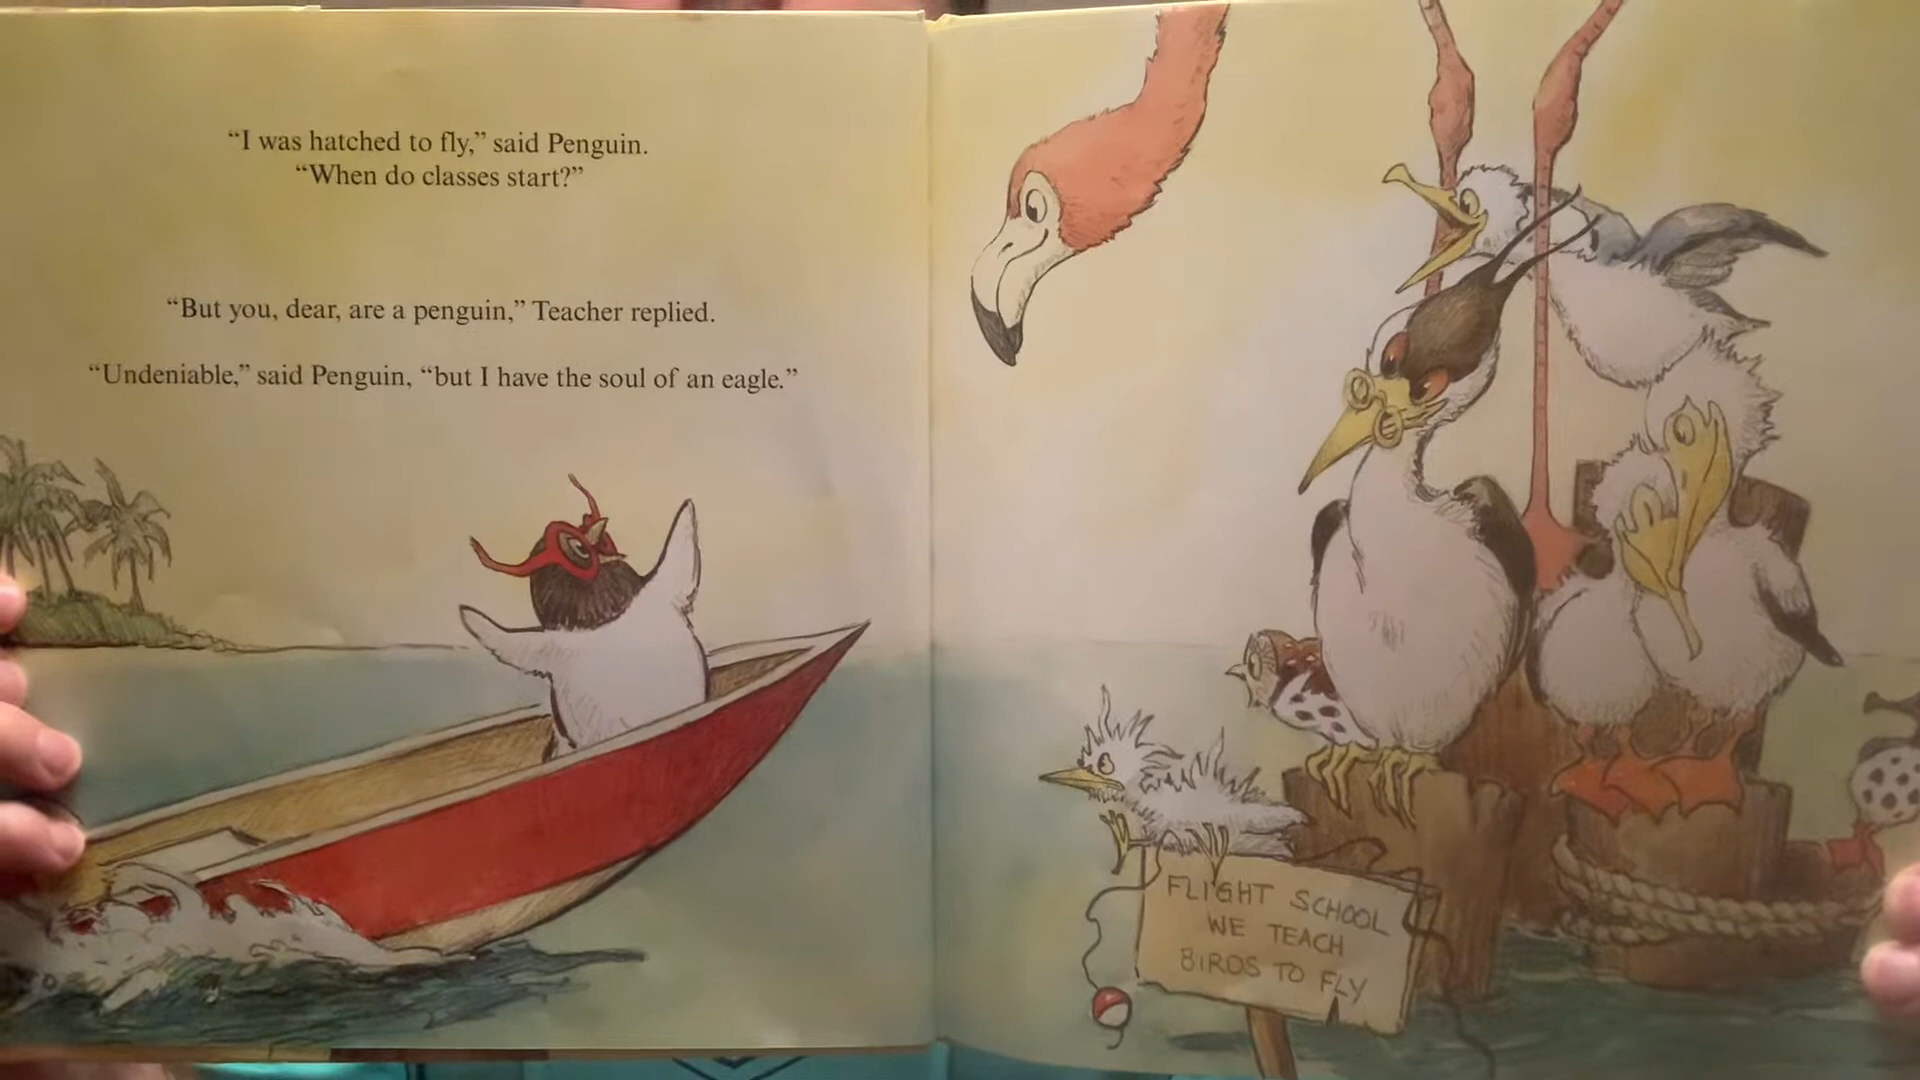 “I was hatched to fly,” said Penguin.
“When do classes start?”
“But you, dear, are a penguin,” Teacher replied.
“Undeniable,” said Penguin, “but I have the soul of an eagle.”
FLIGHT SCHOOL
WE TEACH
BIRDS TO FLY